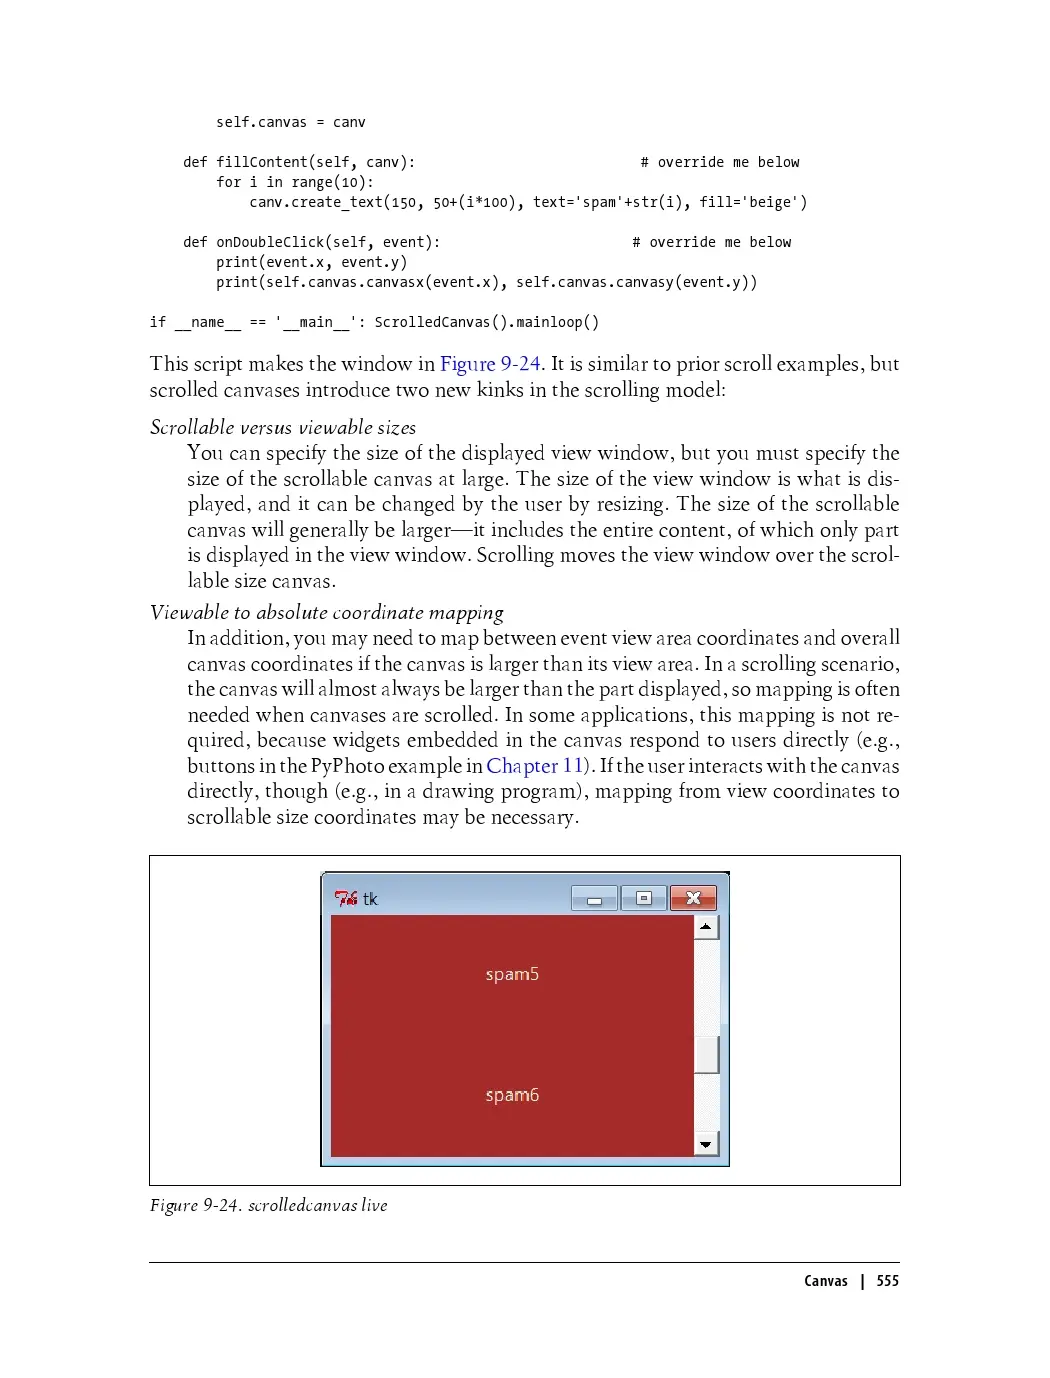 self.canvas = canv
def fillContent(self, canv): # override me below
for i in range(10):
canv.create_text(150, 50+(i*100), text='spam'+str(i), fill='beige')
def onDoubleClick(self, event): # override me below
print(event.x, event.y)
print(self.canvas.canvasx(event.x), self.canvas.canvasy(event.y))
if __name__ == '__main__': ScrolledCanvas().mainloop()
This script makes the window in Figure 9-24. It is similar to prior scroll examples, but
scrolled canvases introduce two new kinks in the scrolling model:
Scrollable versus viewable sizes
You can specify the size of the displayed view window, but you must specify the
size of the scrollable canvas at large. The size of the view window is what is dis-
played, and it can be changed by the user by resizing. The size of the scrollable
canvas will generally be larger—it includes the entire content, of which only part
is displayed in the view window. Scrolling moves the view window over the scrol-
lable size canvas.
Viewable to absolute coordinate mapping
In addition, you may need to map between event view area coordinates and overall
canvas coordinates if the canvas is larger than its view area. In a scrolling scenario,
the canvas will almost always be larger than the part displayed, so mapping is often
needed when canvases are scrolled. In some applications, this mapping is not re-
quired, because widgets embedded in the canvas respond to users directly (e.g.,
buttons in the PyPhoto example in Chapter 11). If the user interacts with the canvas
directly, though (e.g., in a drawing program), mapping from view coordinates to
scrollable size coordinates may be necessary.
tk
spam5
spam6
Figure 9-24. scrolledcanvas live
Canvas | 555